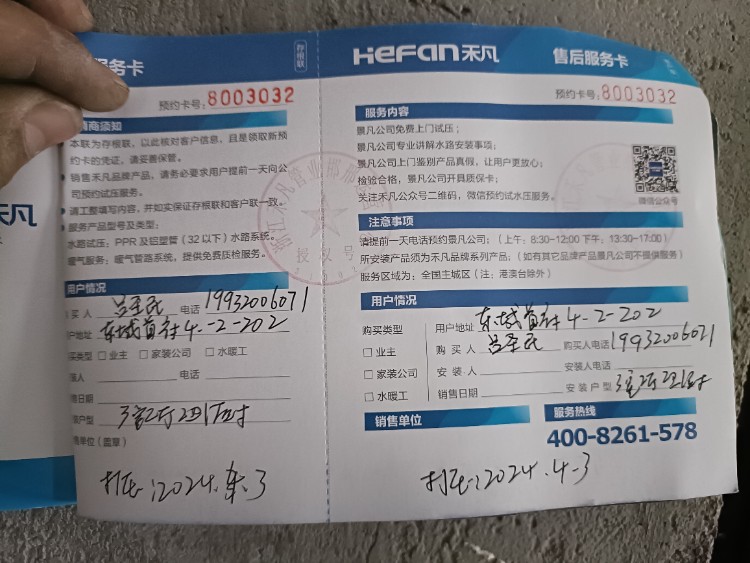 服务卡
存根联
预约卡号: 8003032
销商须知
本联为存根联，以此核对客户信息，且是领取新预
约卡的凭证，请妥善保管。
销售禾凡品牌产品，请务必要求用户提前一天向公
司预约试压服务。
请工整填写内容，并如实保证存根联和客户联一致。
服务产品型号及类型:
水路试压: PPR 及铝塑管（32 以下）水路系统。
暖气服务: 暖气管路系统，提供免费质检服务。
用户情况
买 人 吕圣民 电话 19932006071
户地址 东城首府 4-2-202
买类型 □ 业主 □ 家装公司 □ 水暖工
装人 电话
售日期
装户型 3室2厅2卫1厨
售单位（盖章）
打压: 2024.4.3
禾凡
HEFAN禾凡
售后服务卡
预约卡号: 8003032
服务内容
景凡公司免费上门试压；
景凡公司专业讲解水路安装事项；
景凡公司上门鉴别产品真假，让用户更放心；
检验合格，景凡公司开具质保卡；
关注禾凡公众号二维码，微信预约试水压服务。
微信公众号
注意事项
请提前一天电话预约景凡公司；（上午: 8:30-12:00 下午: 13:30-17:00）
所安装产品须为禾凡品牌系列产品；（如有其它品牌产品景凡公司不提供服务）
服务区域为: 全国主城区（注: 港澳台除外）
用户情况
购买类型
□ 业主
□ 家装公司
□ 水暖工
用户地址 东城首府 4-2-202
购 买 人 吕圣民 购买人电话 19932006071
安 装 人 安装人电话
销售日期 安 装 户 型 3室2厅2卫1厨
销售单位
服务热线
400-8261-578
打压: 2024.4-3